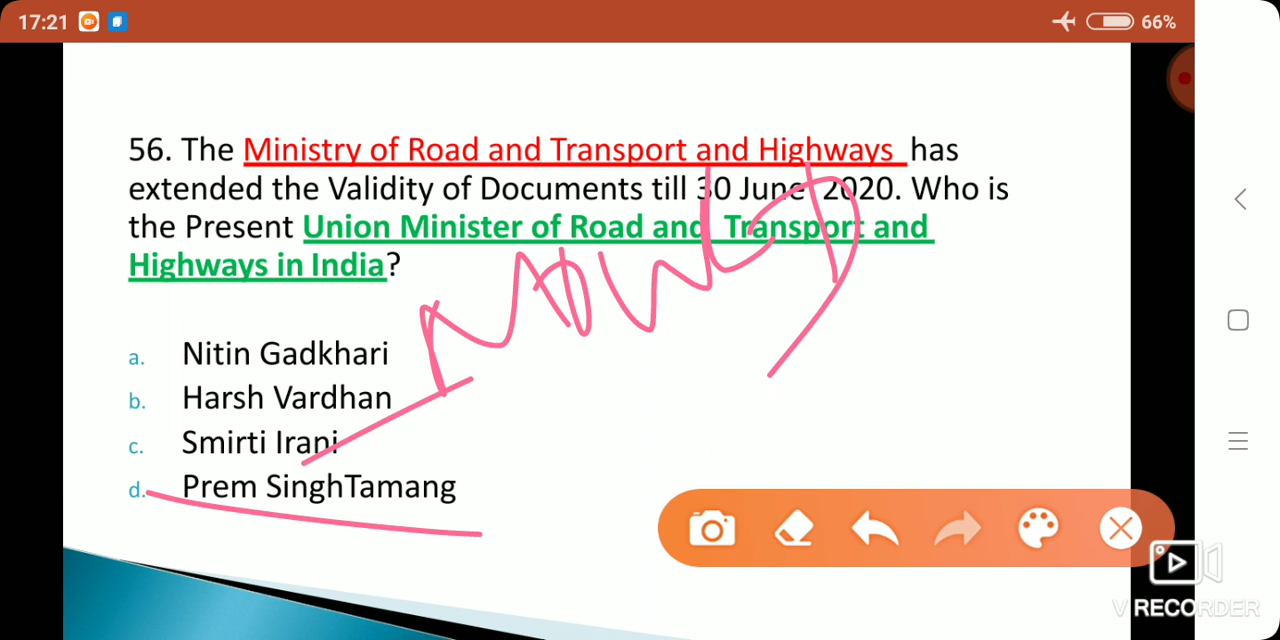 17:21
66%
56. The Ministry of Road and Transport and Highways has
extended the Validity of Documents till 30 June 2020. Who is
the Present Union Minister of Road and Transport and
Highways in India?
a. Nitin Gadkhari
b. Harsh Vardhan
c. Smirti Irani
d. Prem SinghTamang
V RECORDER